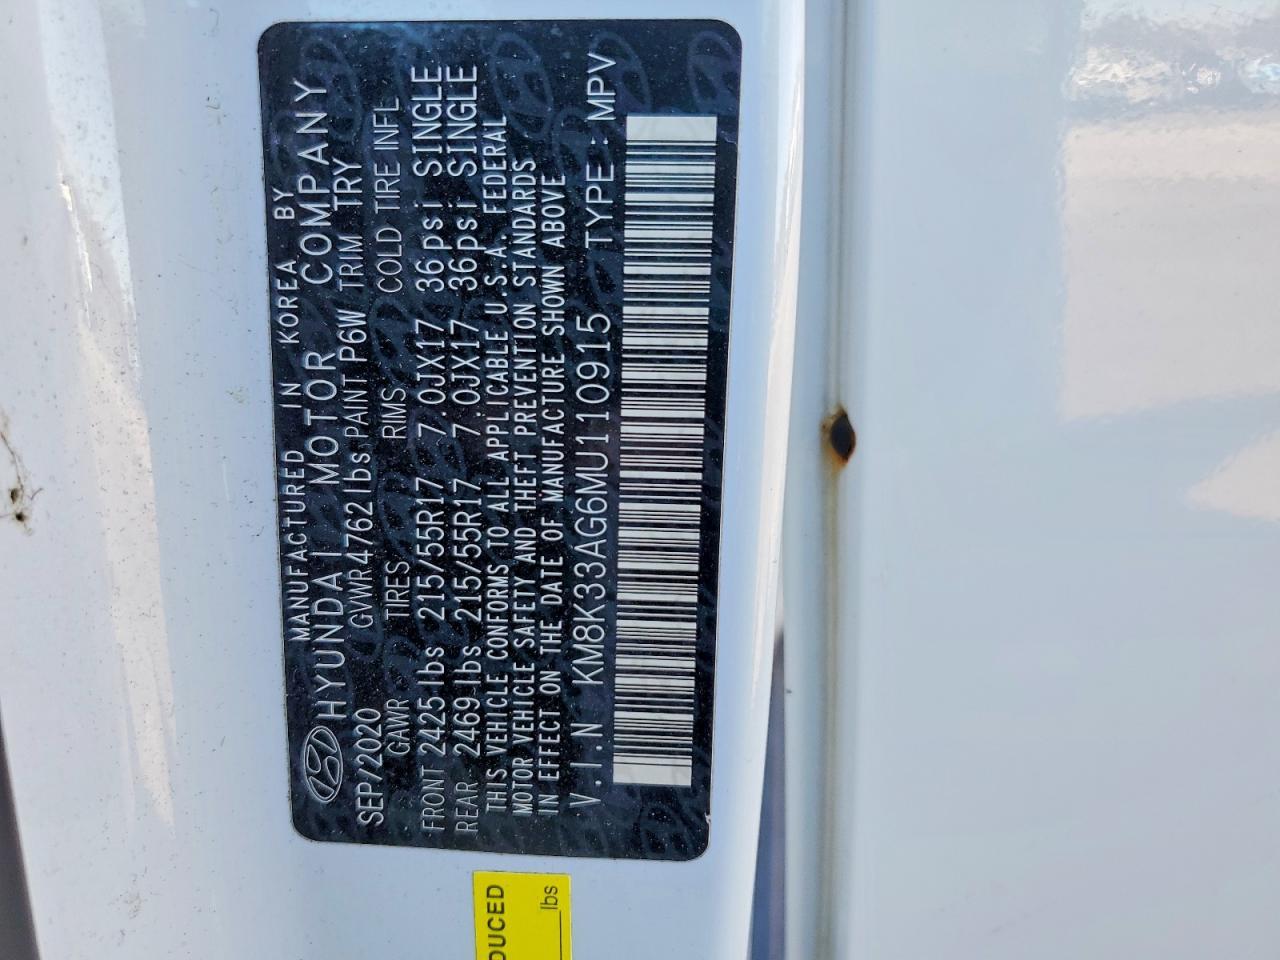 MANUFACTURED IN KOREA BY
HYUNDAI MOTOR COMPANY
SEP/2020 GVWR 4762 lbs PAINT P6W TRIM TRY
GAWR TIRES RIMS COLD TIRE INFL
FRONT 2425 lbs 215/55R17 7.0JX17 36psi SINGLE
REAR 2469 lbs 215/55R17 7.0JX17 36psi SINGLE
THIS VEHICLE CONFORMS TO ALL APPLICABLE U.S.A. FEDERAL
MOTOR VEHICLE SAFETY AND THEFT PREVENTION STANDARDS
IN EFFECT ON THE DATE OF MANUFACTURE SHOWN ABOVE
V.I.N KM8K33AG6MU110915 TYPE : MPV
DUCED
lbs